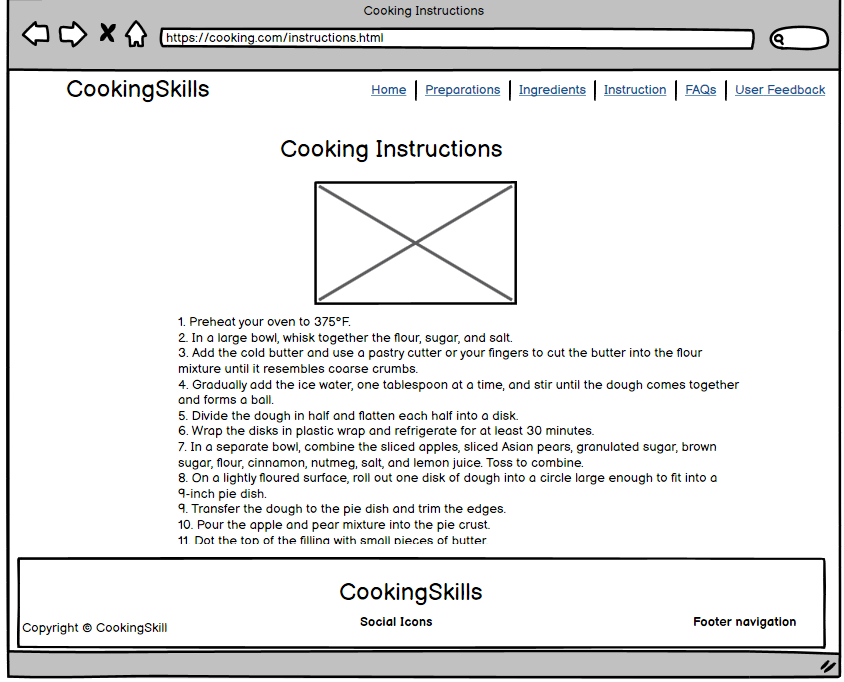 Cooking Instructions
https://cooking.com/instructions.html
CookingSkills
Home Preparations Ingredients Instruction FAQs User Feedback
Cooking Instructions
1. Preheat your oven to 375°F.
2. In a large bowl, whisk together the flour, sugar, and salt.
3. Add the cold butter and use a pastry cutter or your fingers to cut the butter into the flour
mixture until it resembles coarse crumbs.
4. Gradually add the ice water, one tablespoon at a time, and stir until the dough comes together
and forms a ball.
5. Divide the dough in half and flatten each half into a disk.
6. Wrap the disks in plastic wrap and refrigerate for at least 30 minutes.
7. In a separate bowl, combine the sliced apples, sliced Asian pears, granulated sugar, brown
sugar, flour, cinnamon, nutmeg, salt, and lemon juice. Toss to combine.
8. On a lightly floured surface, roll out one disk of dough into a circle large enough to fit into a
9-inch pie dish.
9. Transfer the dough to the pie dish and trim the edges.
10. Pour the apple and pear mixture into the pie crust.
11. Dot the top of the filling with small pieces of butter.
CookingSkills
Copyright © CookingSkill
Social Icons
Footer navigation